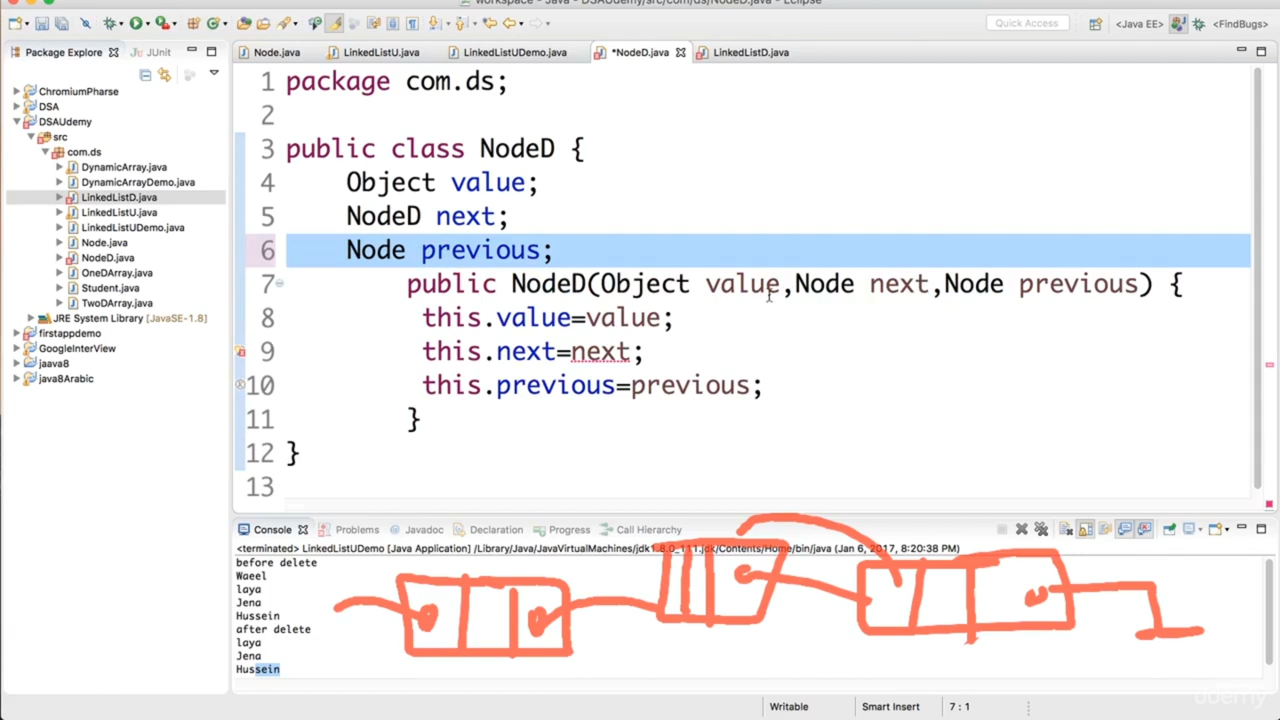 workspace - Java - DSAUdemy/src/com/ds/NodeD.java - Eclipse
Quick Access
<Java EE>
<FindBugs>
Package Explore
JUnit
Node.java
LinkedListU.java
LinkedListUDemo.java
*NodeD.java
LinkedListD.java
ChromiumPharse
DSA
DSAUdemy
src
com.ds
DynamicArray.java
DynamicArrayDemo.java
LinkedListD.java
LinkedListU.java
LinkedListUDemo.java
Node.java
NodeD.java
OneDArray.java
Student.java
TwoDArray.java
JRE System Library [JavaSE-1.8]
firstappdemo
GoogleInterView
jaava8
java8Arabic
1 package com.ds;
2
3 public class NodeD {
4 Object value;
5 NodeD next;
6 Node previous;
7 public NodeD(Object value,Node next,Node previous) {
8 this.value=value;
9 this.next=next;
10 this.previous=previous;
11 }
12 }
13
Console
Problems
Javadoc
Declaration
Progress
Call Hierarchy
<terminated> LinkedListUDemo [Java Application] /Library/Java/JavaVirtualMachines/jdk1.8.0_111.jdk/Contents/Home/bin/java (Jan 6, 2017, 8:20:38 PM)
before delete
Waeel
laya
Jena
Hussein
after delete
laya
Jena
Hussein
Writable
Smart Insert
7 : 1
udemy